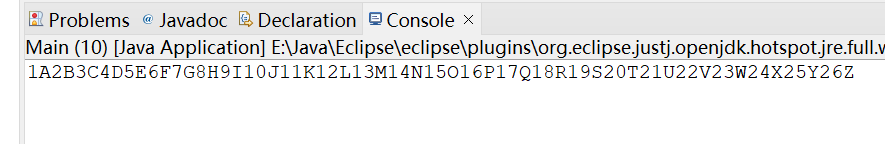 Problems @ Javadoc Declaration Console ×
Main (10) [Java Application] E:\Java\Eclipse\eclipse\plugins\org.eclipse.justj.openjdk.hotspot.jre.full.w
1A2B3C4D5E6F7G8H9I10J11K12L13M14N15O16P17Q18R19S20T21U22V23W24X25Y26Z